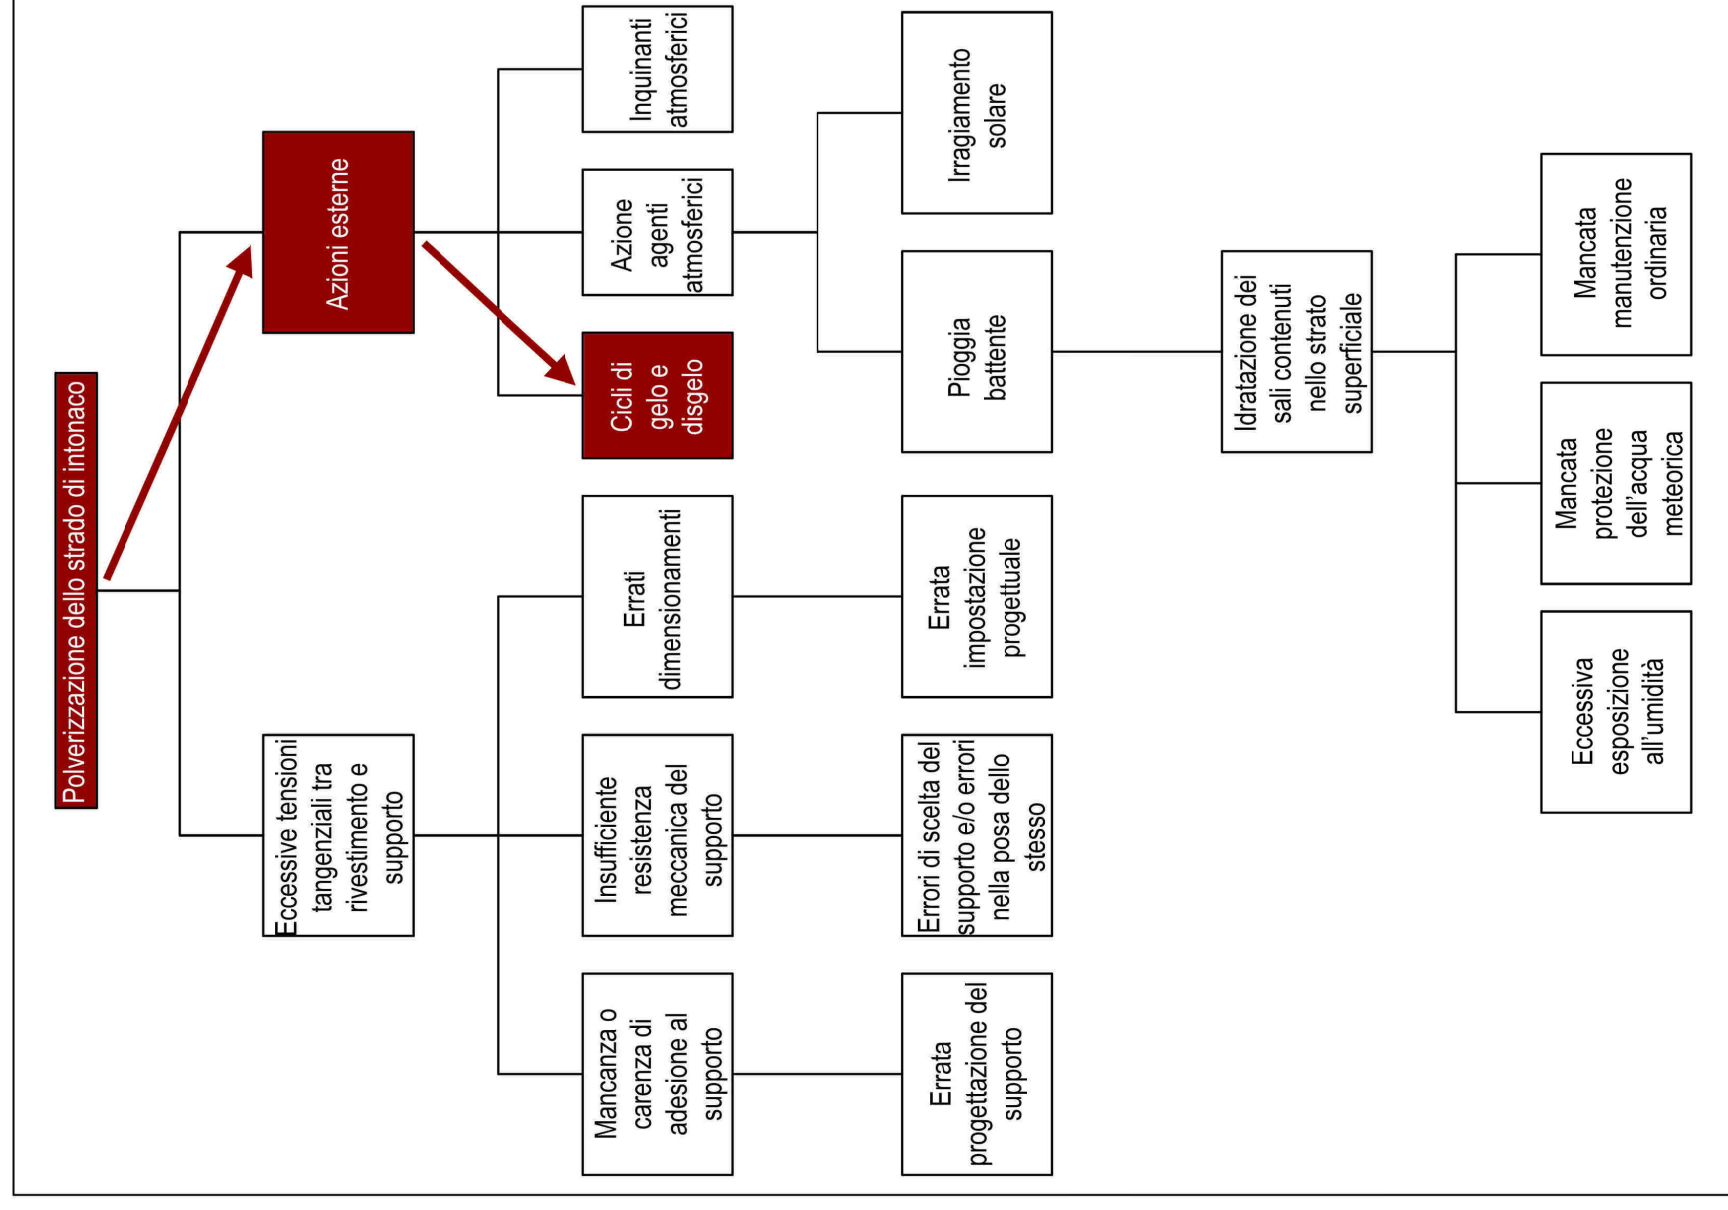 Polverizzazione dello strado di intonaco
Eccessive tensioni
tangenziali tra
rivestimento e
supporto
Azioni esterne
Mancanza o
carenza di
adesione al
supporto
Insufficiente
resistenza
meccanica del
supporto
Errati
dimensionamenti
Cicli di
gelo e
disgelo
Azione
agenti
atmosferici
Inquinanti
atmosferici
Errata
progettazione del
supporto
Errori di scelta del
supporto e/o errori
nella posa dello
stesso
Errata
impostazione
progettuale
Pioggia
battente
Irragiamento
solare
Idratazione dei
sali contenuti
nello strato
superficiale
Eccessiva
esposizione
all'umidità
Mancata
protezione
dell'acqua
meteorica
Mancata
manutenzione
ordinaria